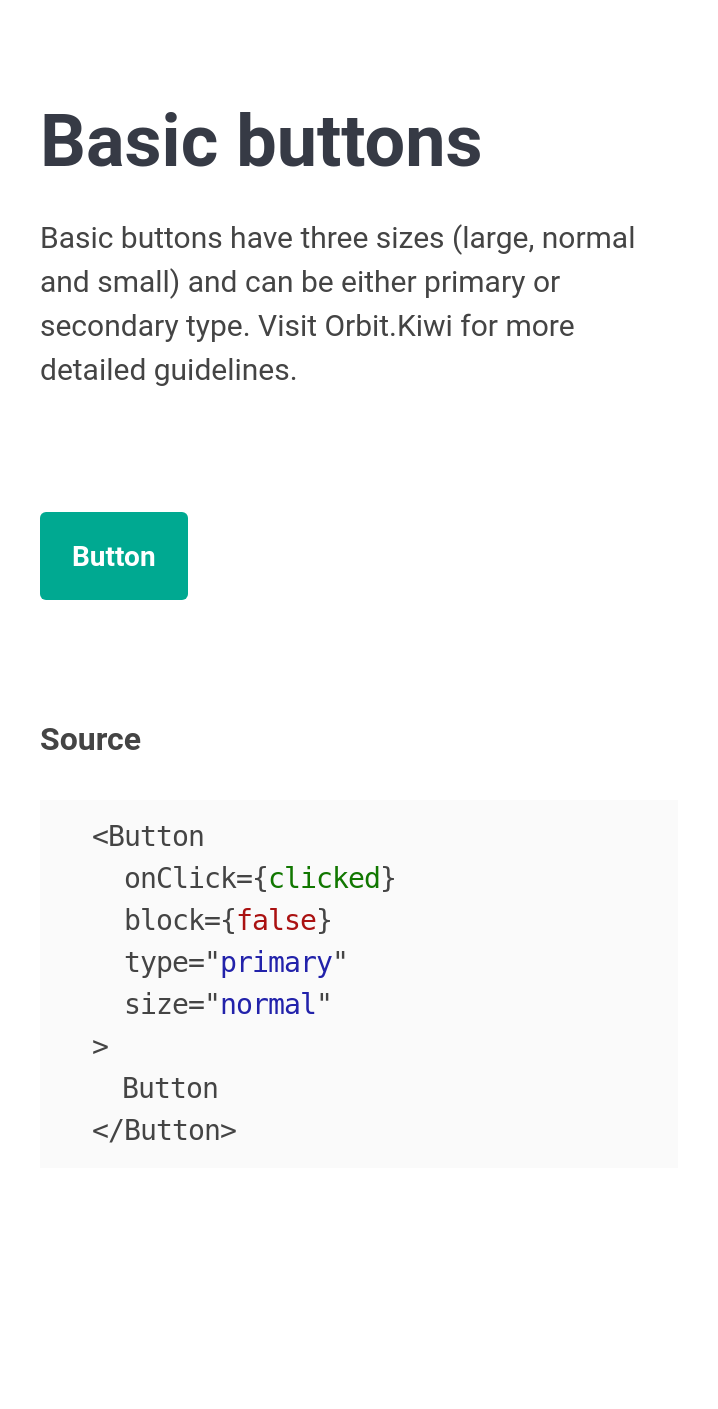 Basic buttons
Basic buttons have three sizes (large, normal
and small) and can be either primary or
secondary type. Visit Orbit.Kiwi for more
detailed guidelines.
Button
Source
<Button
  onClick={clicked}
  block={false}
  type="primary"
  size="normal"
>
  Button
</Button>